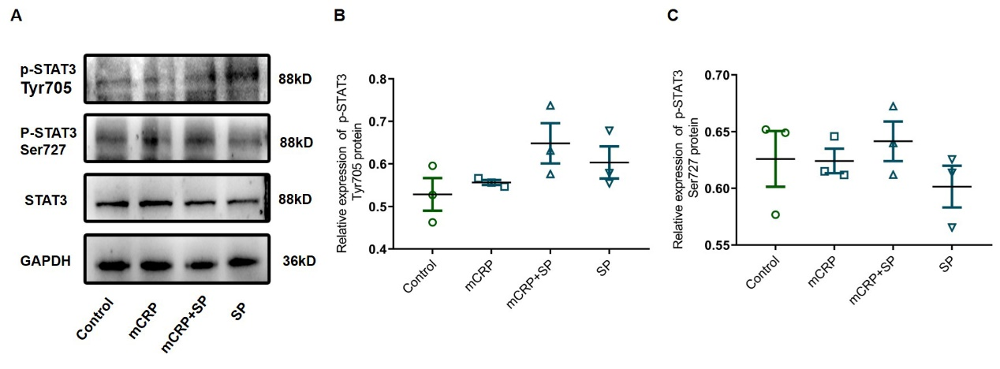 A
p-STAT3
Tyr705
88kD
P-STAT3
Ser727
88kD
STAT3
88kD
GAPDH
36kD
Control
mCRP
mCRP+SP
SP
B
Relative expression of p-STAT3
Tyr705 protein
0.8
0.7
0.6
0.5
0.4
Control
mCRP
mCRP+SP
SP
C
Relative expression of p-STAT3
Ser727 protein
0.70
0.65
0.60
0.55
Control
mCRP
mCRP+SP
SP